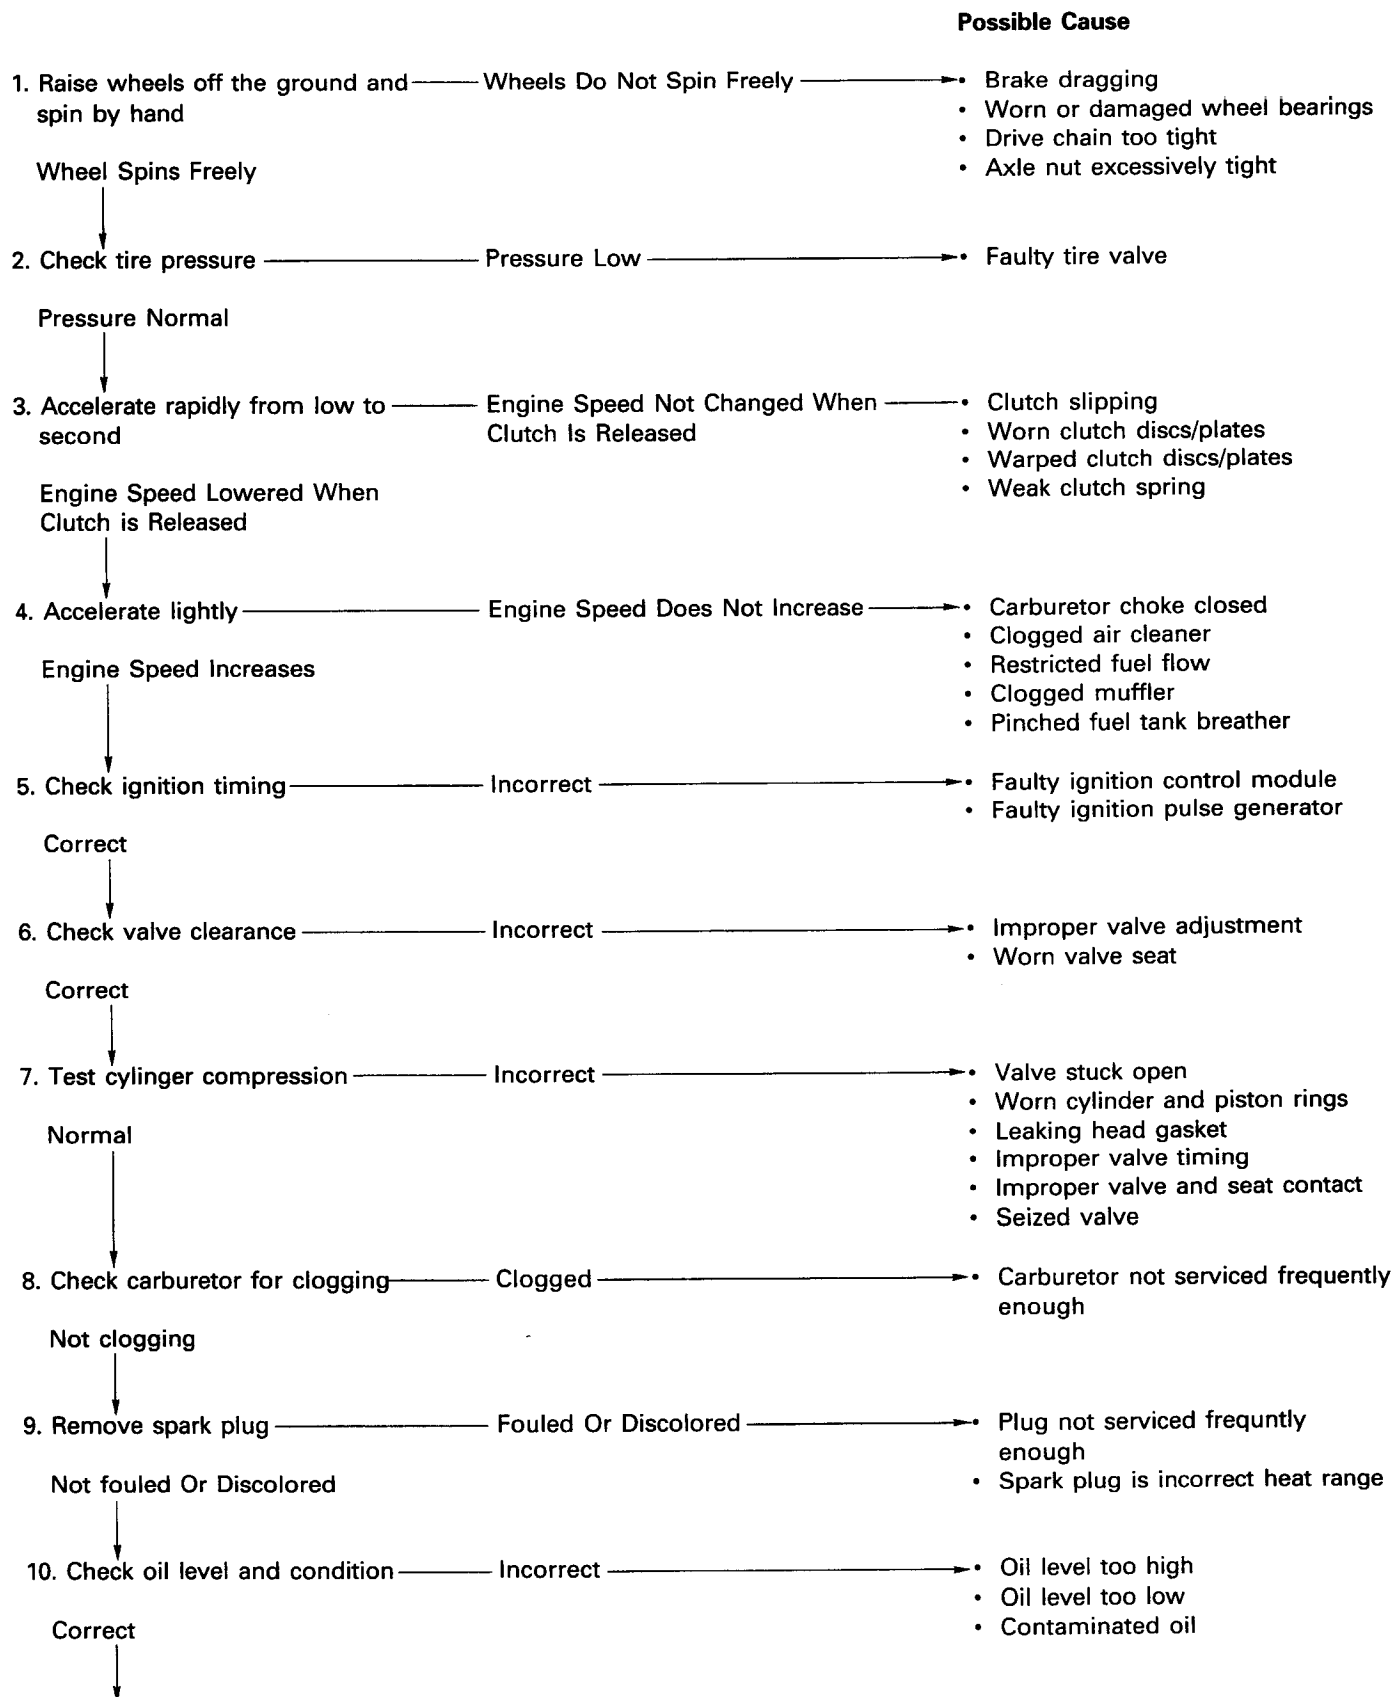 Possible Cause
1. Raise wheels off the ground and
spin by hand
Wheels Do Not Spin Freely
• Brake dragging
• Worn or damaged wheel bearings
• Drive chain too tight
• Axle nut excessively tight
Wheel Spins Freely
2. Check tire pressure
Pressure Low
• Faulty tire valve
Pressure Normal
3. Accelerate rapidly from low to
second
Engine Speed Not Changed When
Clutch Is Released
• Clutch slipping
• Worn clutch discs/plates
• Warped clutch discs/plates
• Weak clutch spring
Engine Speed Lowered When
Clutch is Released
4. Accelerate lightly
Engine Speed Does Not Increase
• Carburetor choke closed
• Clogged air cleaner
• Restricted fuel flow
• Clogged muffler
• Pinched fuel tank breather
Engine Speed Increases
5. Check ignition timing
Incorrect
• Faulty ignition control module
• Faulty ignition pulse generator
Correct
6. Check valve clearance
Incorrect
• Improper valve adjustment
• Worn valve seat
Correct
7. Test cylinger compression
Incorrect
• Valve stuck open
• Worn cylinder and piston rings
• Leaking head gasket
• Improper valve timing
• Improper valve and seat contact
• Seized valve
Normal
8. Check carburetor for clogging
Clogged
• Carburetor not serviced frequently
enough
Not clogging
9. Remove spark plug
Fouled Or Discolored
• Plug not serviced frequntly
enough
• Spark plug is incorrect heat range
Not fouled Or Discolored
10. Check oil level and condition
Incorrect
• Oil level too high
• Oil level too low
• Contaminated oil
Correct